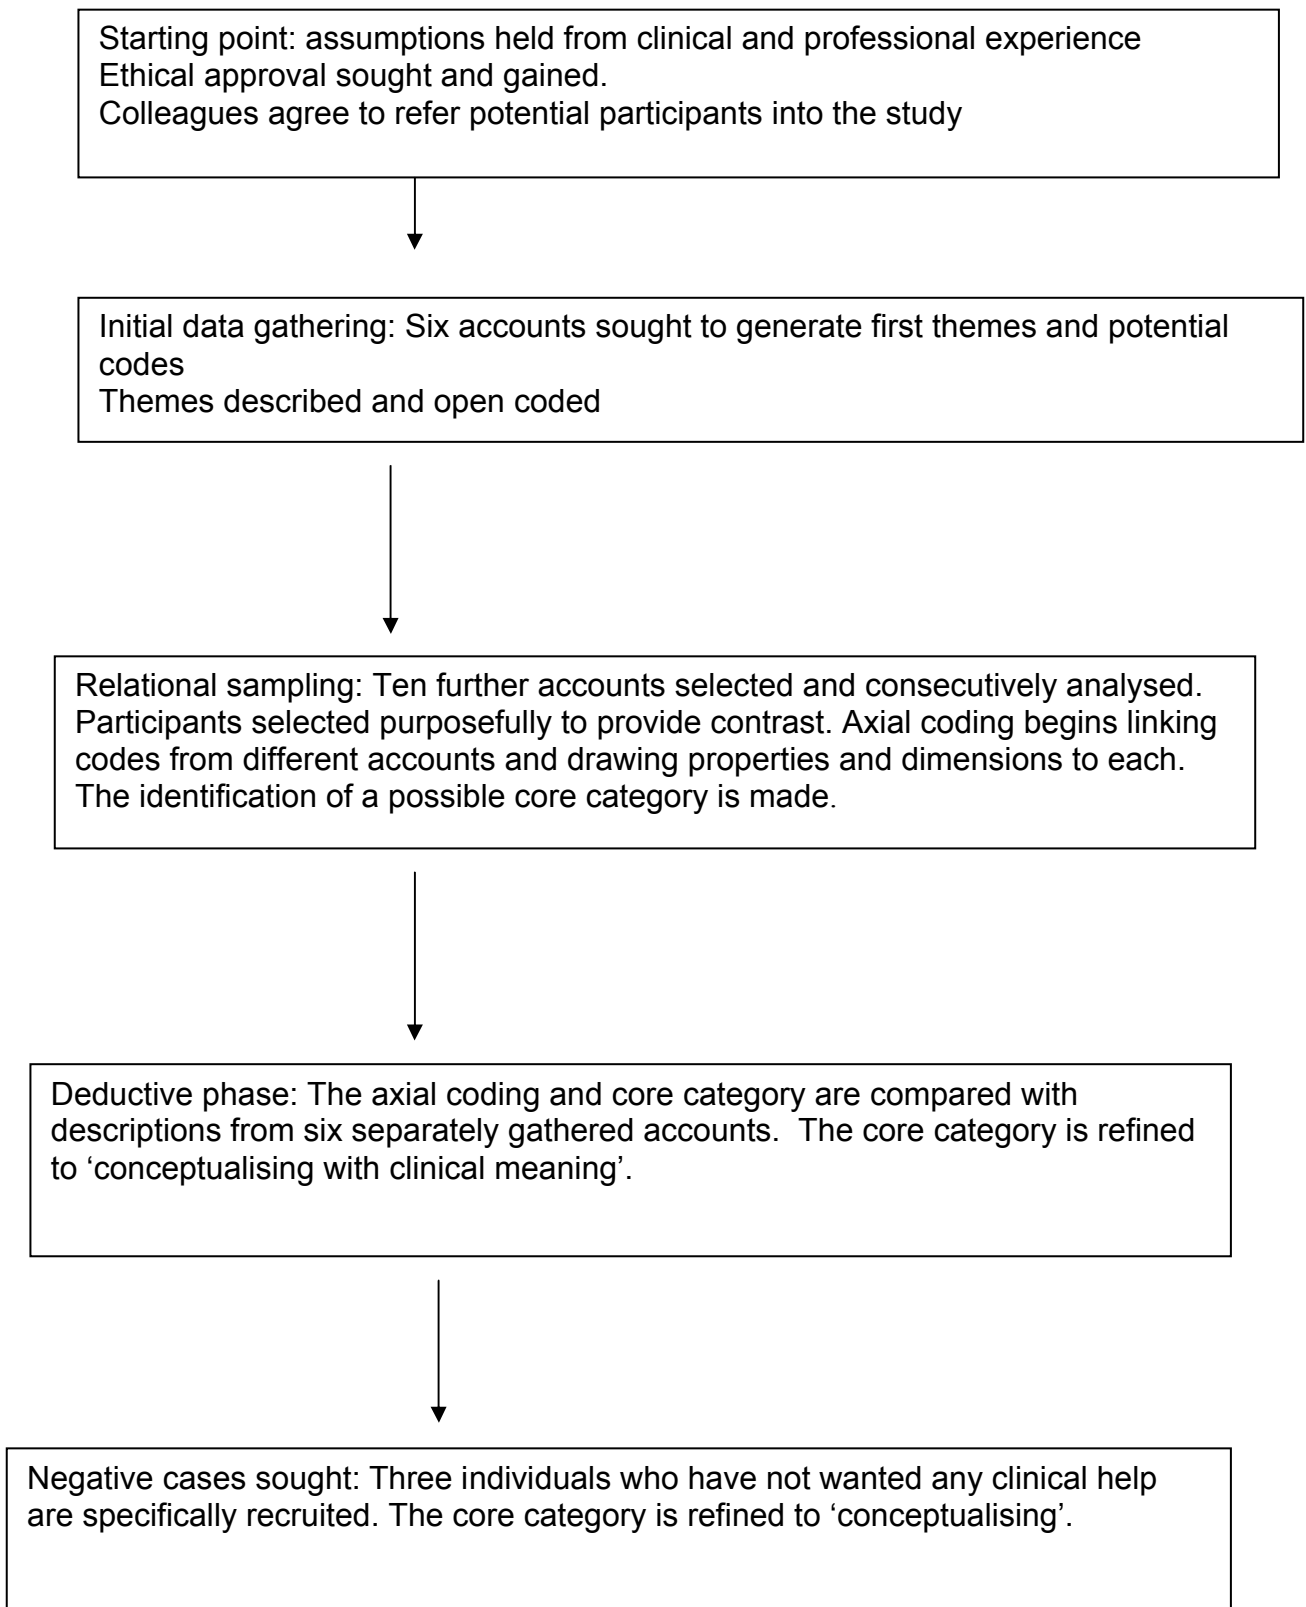 Starting point: assumptions held from clinical and professional experience
Ethical approval sought and gained.
Colleagues agree to refer potential participants into the study
Initial data gathering: Six accounts sought to generate first themes and potential
codes
Themes described and open coded
Relational sampling: Ten further accounts selected and consecutively analysed.
Participants selected purposefully to provide contrast. Axial coding begins linking
codes from different accounts and drawing properties and dimensions to each.
The identification of a possible core category is made.
Deductive phase: The axial coding and core category are compared with
descriptions from six separately gathered accounts.  The core category is refined
to ‘conceptualising with clinical meaning’.
Negative cases sought: Three individuals who have not wanted any clinical help
are specifically recruited. The core category is refined to ‘conceptualising’.